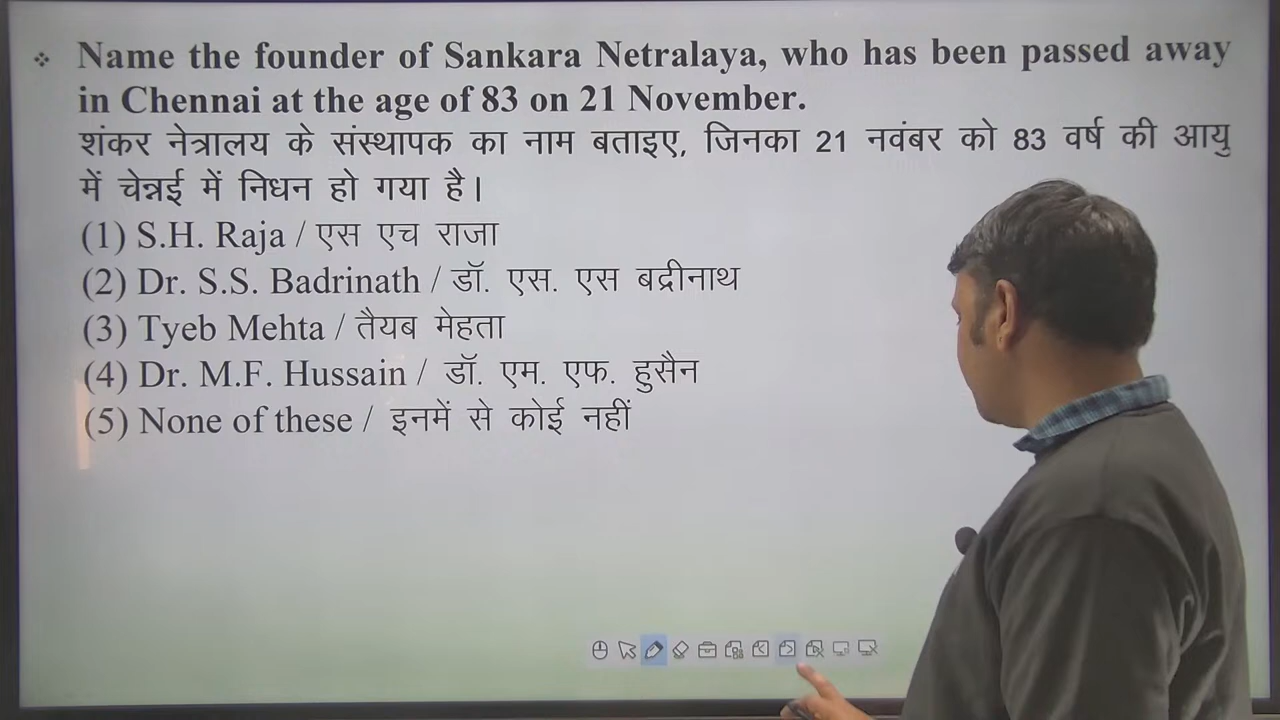 Name the founder of Sankara Netralaya, who has been passed away
in Chennai at the age of 83 on 21 November.
शंकर नेत्रालय के संस्थापक का नाम बताइए, जिनका 21 नवंबर को 83 वर्ष की आयु
में चेन्नई में निधन हो गया है।
(1) S.H. Raja / एस एच राजा
(2) Dr. S.S. Badrinath / डॉ. एस. एस बद्रीनाथ
(3) Tyeb Mehta / तैयब मेहता
(4) Dr. M.F. Hussain / डॉ. एम. एफ. हुसैन
(5) None of these / इनमें से कोई नहीं